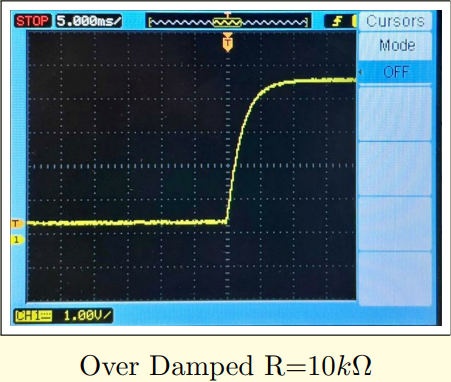 STOP 5.000ms/
T
Cursors
Mode
OFF
T
1
CH1 1.00V/
Over Damped R=10kΩ